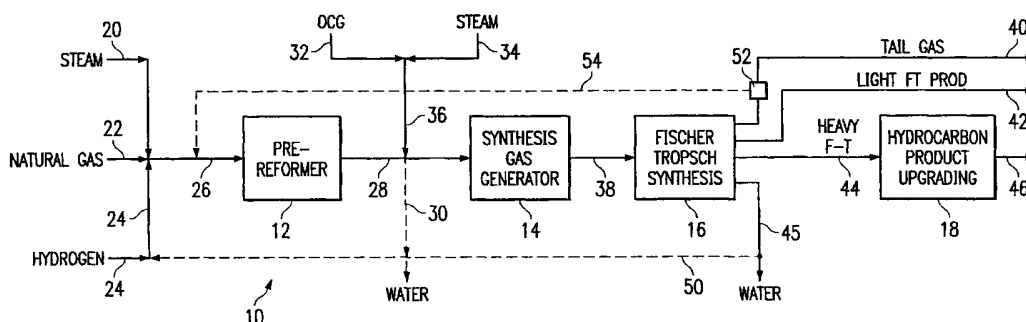 OCG
STEAM
20
32
34
40
STEAM
TAIL GAS
52
54
LIGHT FT PROD
22
36
42
NATURAL GAS
PRE-
REFORMER
SYNTHESIS
GAS
GENERATOR
FISCHER
TROPSCH
SYNTHESIS
HEAVY
F-T
HYDROCARBON
PRODUCT
UPGRADING
26
28
38
44
46
24
30
12
14
16
45
18
HYDROGEN
24
50
10
WATER
WATER